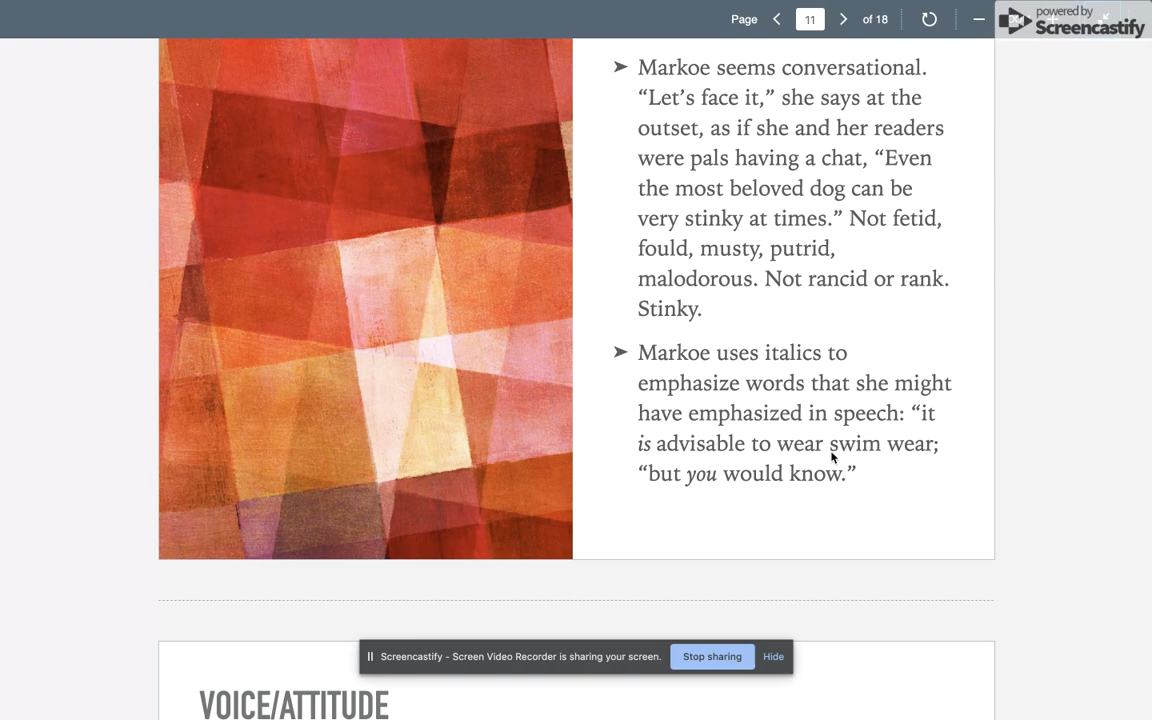 Page 11 of 18
powered by
Screencastify
➤ Markoe seems conversational.
“Let’s face it,” she says at the
outset, as if she and her readers
were pals having a chat, “Even
the most beloved dog can be
very stinky at times.” Not fetid,
fould, musty, putrid,
malodorous. Not rancid or rank.
Stinky.
➤ Markoe uses italics to
emphasize words that she might
have emphasized in speech: “it
is advisable to wear swim wear;
“but you would know.”
Screencastify - Screen Video Recorder is sharing your screen. Stop sharing Hide
VOICE/ATTITUDE